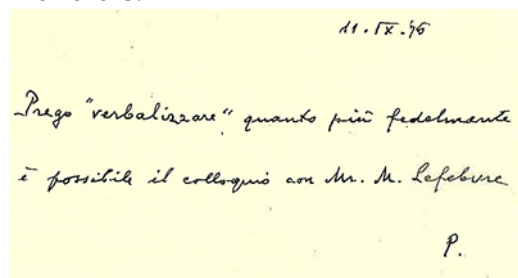 11.IX.76
Prego "verbalizzare" quanto più fedelmente
è possibile il colloquio con Mr. M. Lefebvre
P.